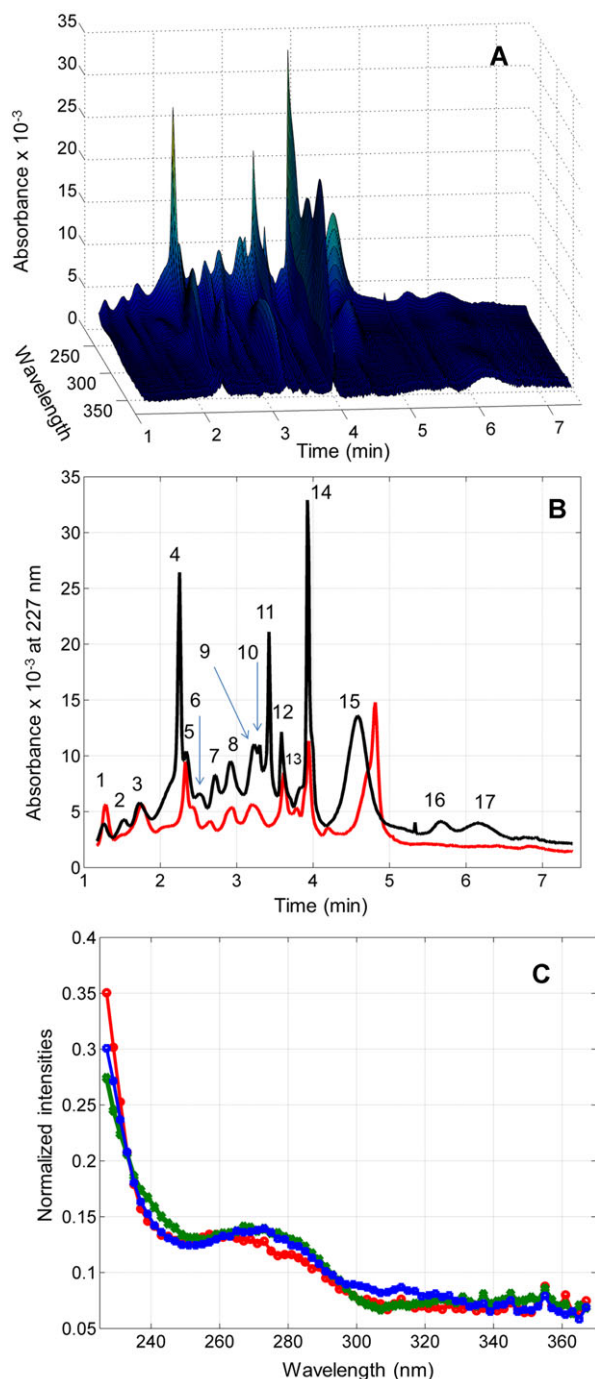 A
35
30
25
20
15
10
5
0
Absorbance x 10-3
250
300
350
Wavelength
1 2 3 4 5 6 7
Time (min)
B
35
30
25
20
15
10
5
0
Absorbance x 10-3 at 227 nm
1 2 3 4 5 6 7 8 9 10 11 12 13 14 15 16 17
1 2 3 4 5 6 7
Time (min)
C
0.4
0.35
0.3
0.25
0.2
0.15
0.1
0.05
Normalized intensities
240 260 280 300 320 340 360
Wavelength (nm)